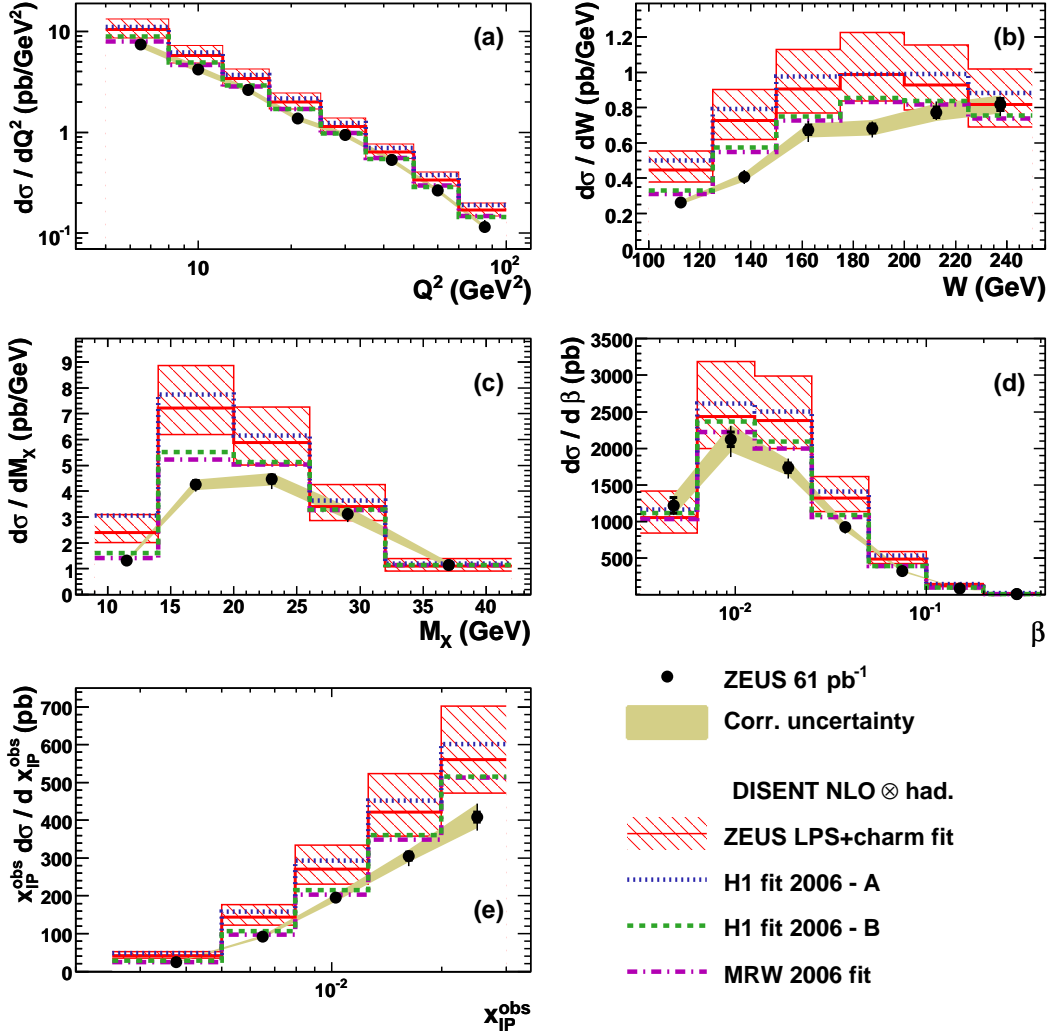 (a)
dσ / dQ² (pb/GeV²)
10
1
10⁻¹
10
10²
Q² (GeV²)
(b)
dσ / dW (pb/GeV)
1.2
1
0.8
0.6
0.4
0.2
0
100 120 140 160 180 200 220 240
W (GeV)
(c)
dσ / dM_X (pb/GeV)
9
8
7
6
5
4
3
2
1
0
10 15 20 25 30 35 40
M_X (GeV)
(d)
dσ / d β (pb)
3500
3000
2500
2000
1500
1000
500
10⁻² 10⁻¹
β
(e)
x_IP^obs dσ / d x_IP^obs (pb)
700
600
500
400
300
200
100
0
10⁻²
x_IP^obs
ZEUS 61 pb⁻¹
Corr. uncertainty
DISENT NLO ⊗ had.
ZEUS LPS+charm fit
H1 fit 2006 - A
H1 fit 2006 - B
MRW 2006 fit